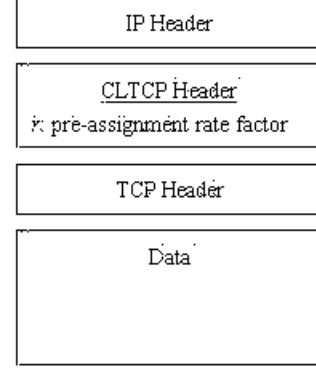 IP Header
CLTCP Header
r: pre-assignment rate factor
TCP Header
Data